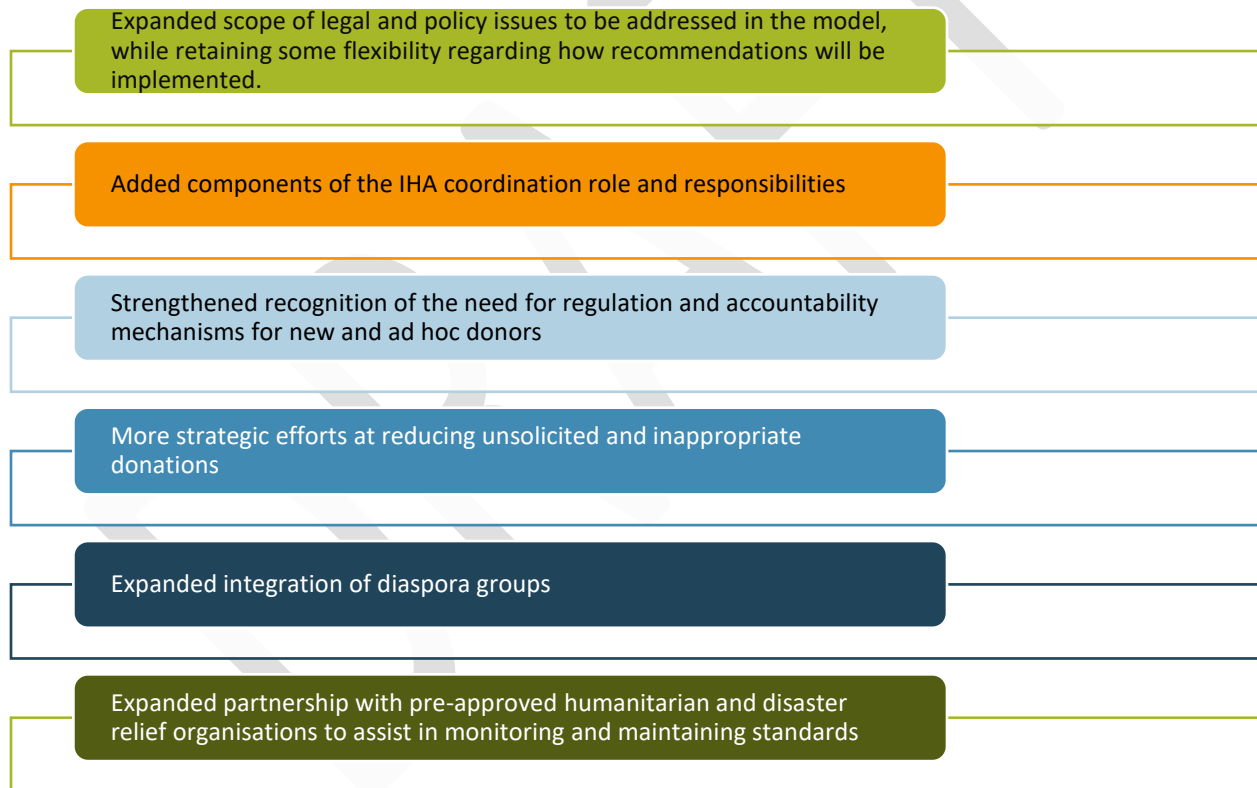 Expanded scope of legal and policy issues to be addressed in the model,
while retaining some flexibility regarding how recommendations will be
implemented.
Added components of the IHA coordination role and responsibilities
Strengthened recognition of the need for regulation and accountability
mechanisms for new and ad hoc donors
More strategic efforts at reducing unsolicited and inappropriate
donations
Expanded integration of diaspora groups
Expanded partnership with pre-approved humanitarian and disaster
relief organisations to assist in monitoring and maintaining standards